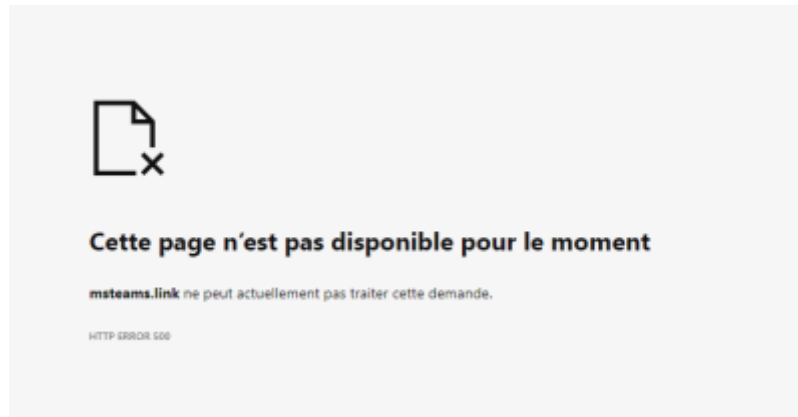 Cette page n’est pas disponible pour le moment
msteams.link ne peut actuellement pas traiter cette demande.
HTTP ERROR 500